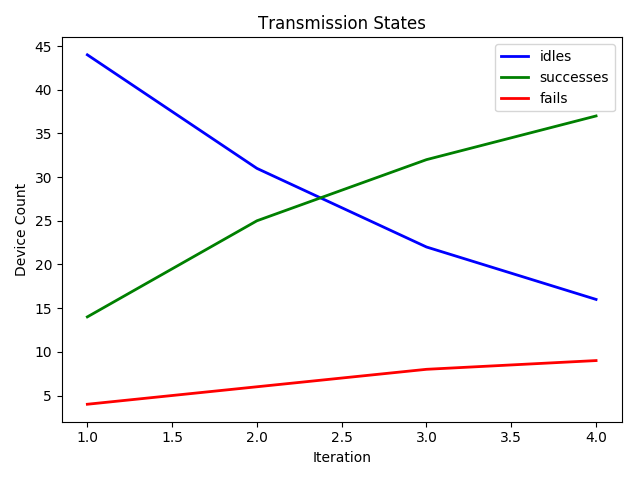 Transmission States
idles
successes
fails
45
40
35
30
25
20
15
10
5
Device Count
1.0 1.5 2.0 2.5 3.0 3.5 4.0
Iteration